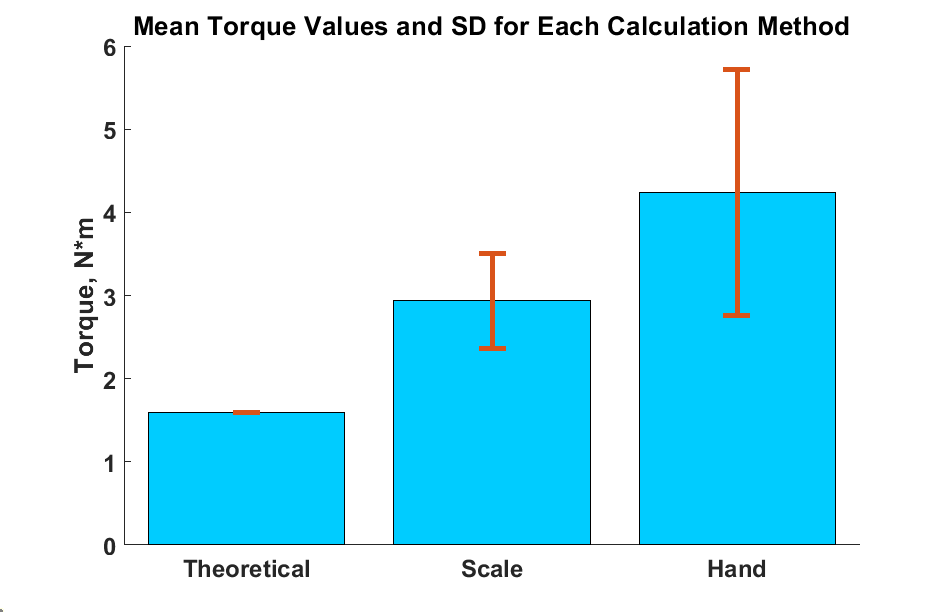 Mean Torque Values and SD for Each Calculation Method
6
5
4
3
2
1
0
Torque, N*m
Theoretical Scale Hand